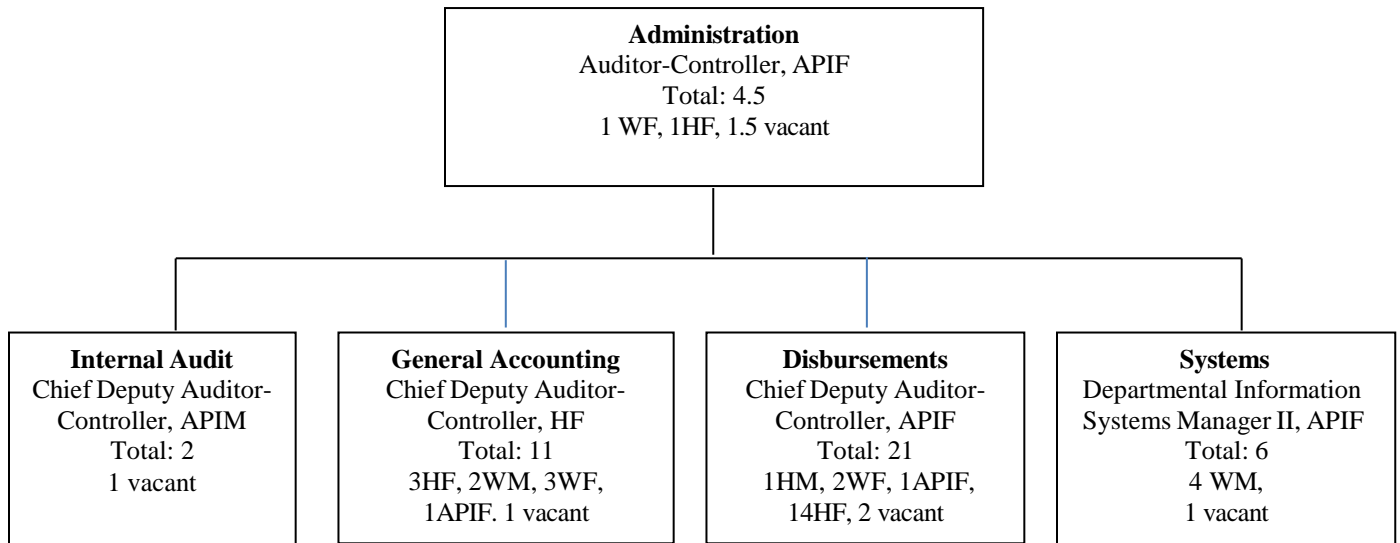 Administration
Auditor-Controller, APIF
Total: 4.5
1 WF, 1HF, 1.5 vacant
Internal Audit
Chief Deputy Auditor-
Controller, APIM
Total: 2
1 vacant
General Accounting
Chief Deputy Auditor-
Controller, HF
Total: 11
3HF, 2WM, 3WF,
1APIF. 1 vacant
Disbursements
Chief Deputy Auditor-
Controller, APIF
Total: 21
1HM, 2WF, 1APIF,
14HF, 2 vacant
Systems
Departmental Information
Systems Manager II, APIF
Total: 6
4 WM,
1 vacant